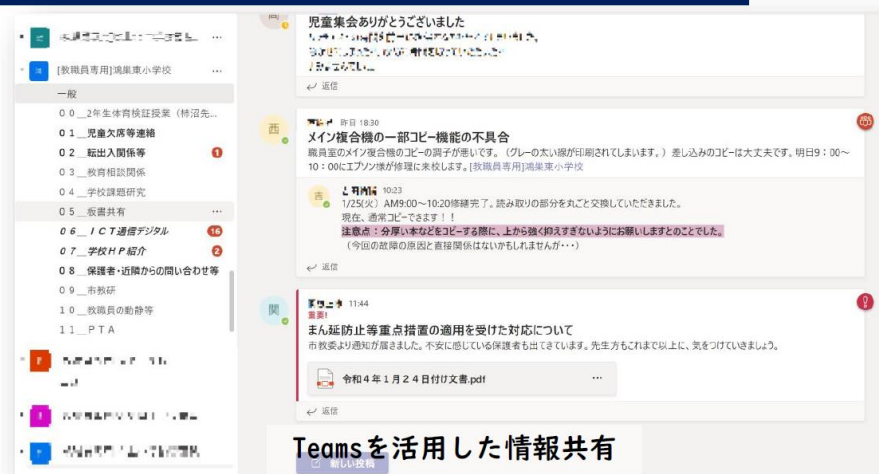 [教職員専用]鴻巣東小学校
一般
００__2年生体育検証授業（柿沼先...
０１__児童欠席等連絡
０２__転出入関係等 1
０３__教育相談関係
０４__学校課題研究
０５__板書共有
０６__ＩＣＴ通信デジタル 16
０７__学校ＨＰ紹介 2
０８__保護者・近隣からの問い合わせ等
０９__市教研
１０__教職員の動静等
１１__ＰＴＡ
児童集会ありがとうございました
返信
西
昨日 18:30
メイン複合機の一部コピー機能の不具合
職員室のメイン複合機のコピーの調子が悪いです。（グレーの太い線が印刷されてしまいます。）差し込みのコピーは大丈夫です。明日9：00～
10：00にエプソン様が修理に来ます。[教職員専用]鴻巣東小学校
吉
10:23
1/25(火) AM9:00～10:20修繕完了。読み取りの部分を丸ごと交換していただきました。
現在、通常コピーできます！！
注意点：分厚い本などをコピーする際に、上から強く抑えすぎないようにお願いしますとのことでした。
（今回の故障の原因と直接関係はないかもしれませんが・・・）
返信
関
11:44
重要!
まん延防止等重点措置の適用を受けた対応について
市教委より通知が届きました。不安に感じている保護者も出てきています。先生方もこれまで以上に、気をつけていきましょう。
令和４年１月２４日付け文書.pdf
返信
Teamsを活用した情報共有
新しい投稿